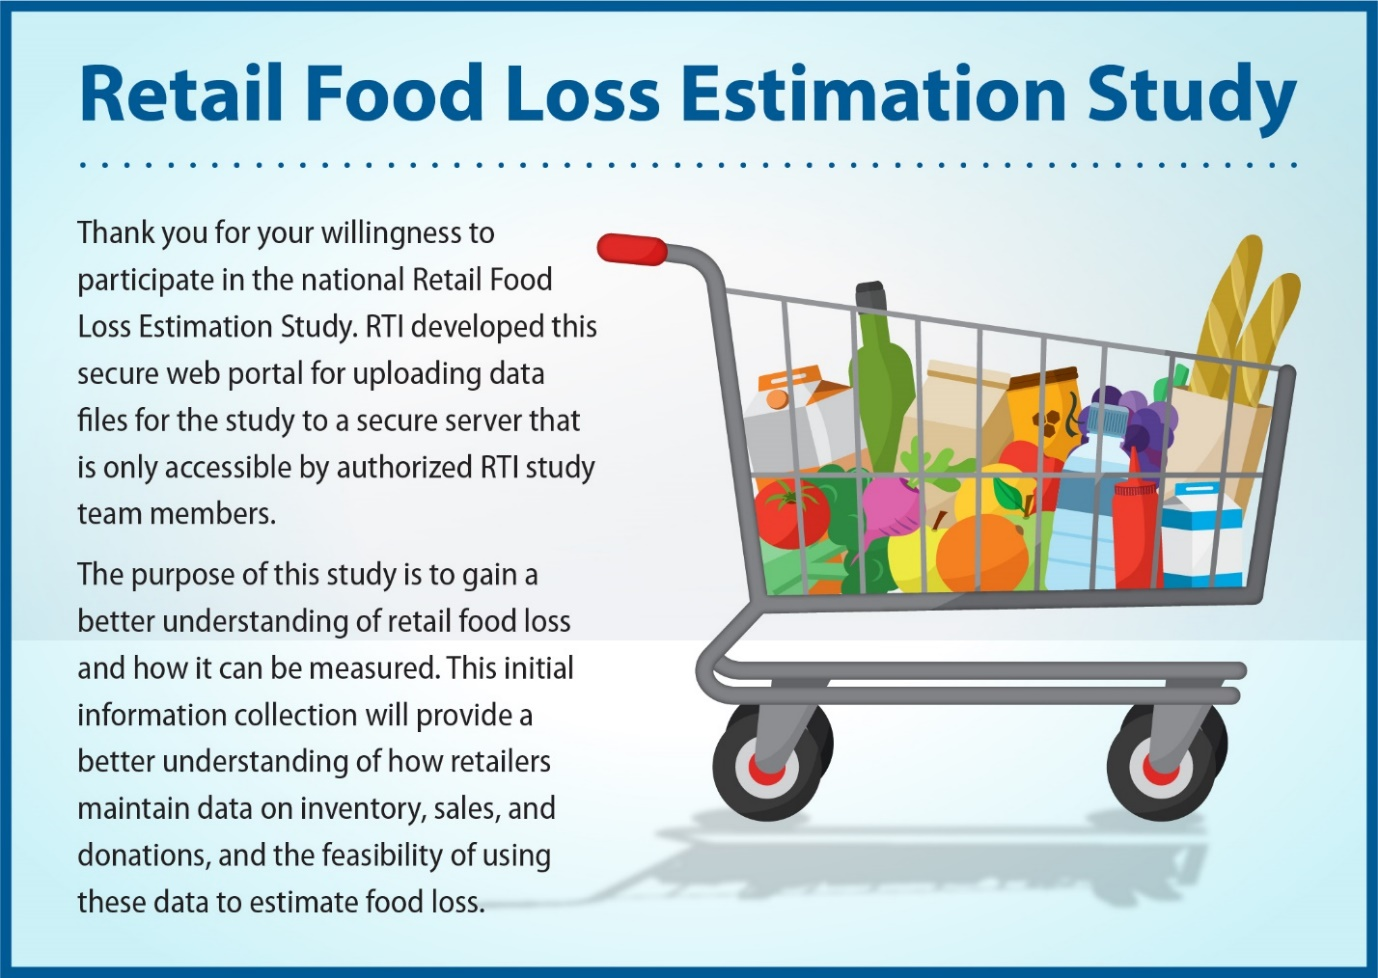 Retail Food Loss Estimation Study
Thank you for your willingness to
participate in the national Retail Food
Loss Estimation Study. RTI developed this
secure web portal for uploading data
files for the study to a secure server that
is only accessible by authorized RTI study
team members.
The purpose of this study is to gain a
better understanding of retail food loss
and how it can be measured. This initial
information collection will provide a
better understanding of how retailers
maintain data on inventory, sales, and
donations, and the feasibility of using
these data to estimate food loss.